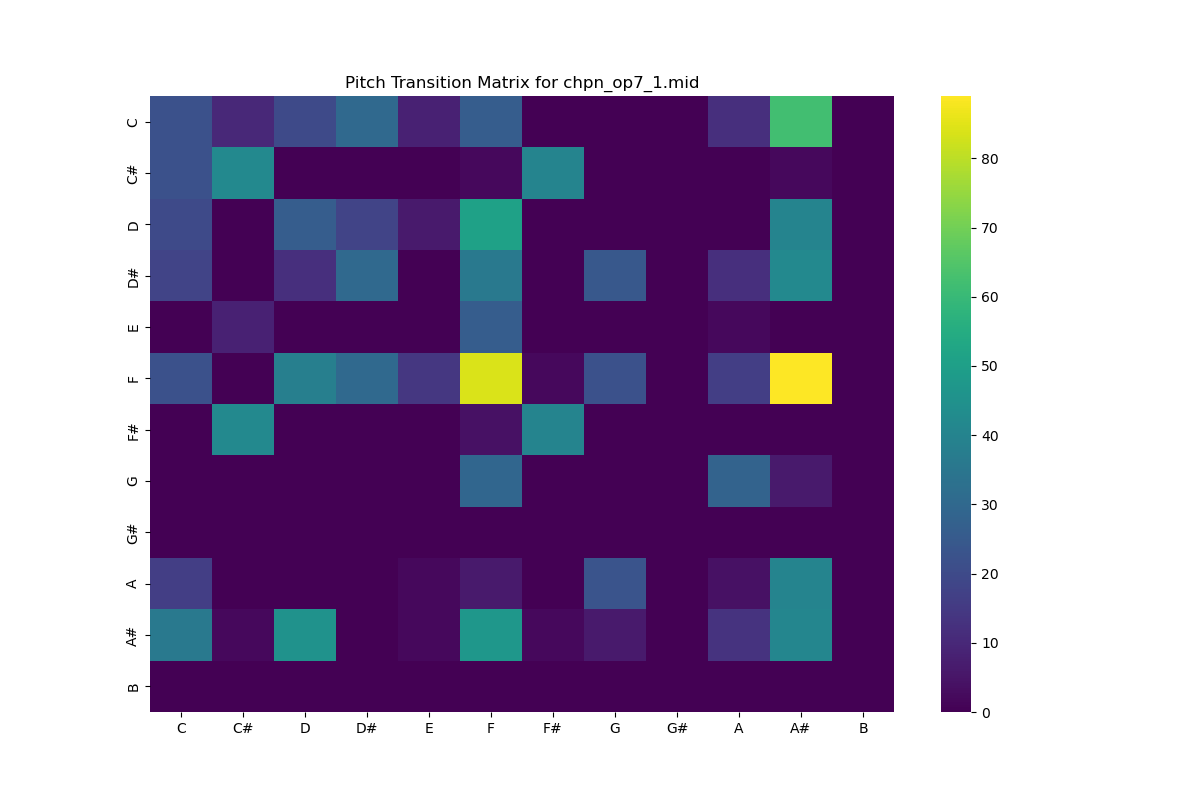 Pitch Transition Matrix for chpn_op7_1.mid
C
C#
D
D#
E
F
F#
G
G#
A
A#
B
C C# D D# E F F# G G# A A# B
80
70
60
50
40
30
20
10
0